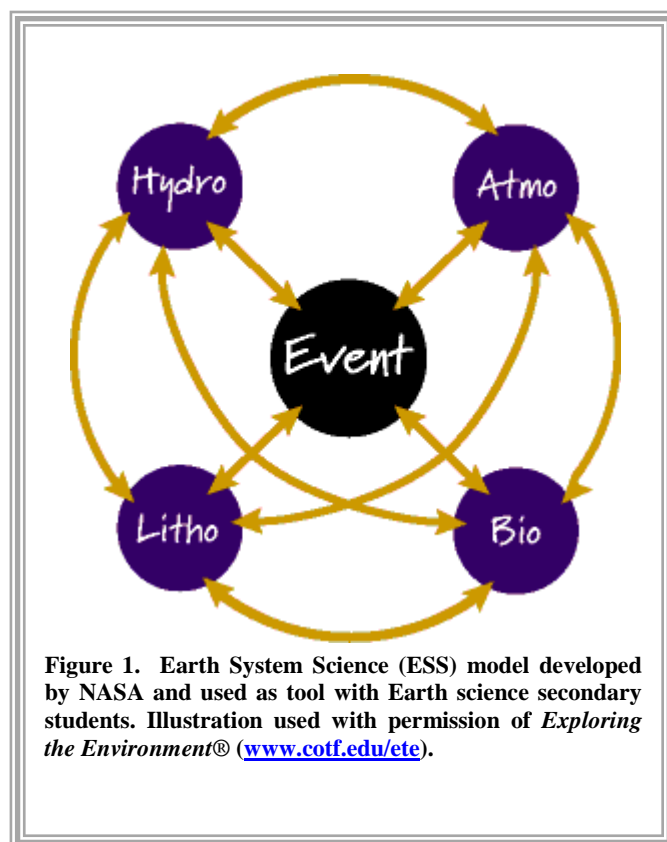 Hydro Atmo
Event
Litho Bio
Figure 1. Earth System Science (ESS) model developed
by NASA and used as tool with Earth science secondary
students. Illustration used with permission of Exploring
the Environment® (www.cotf.edu/ete).